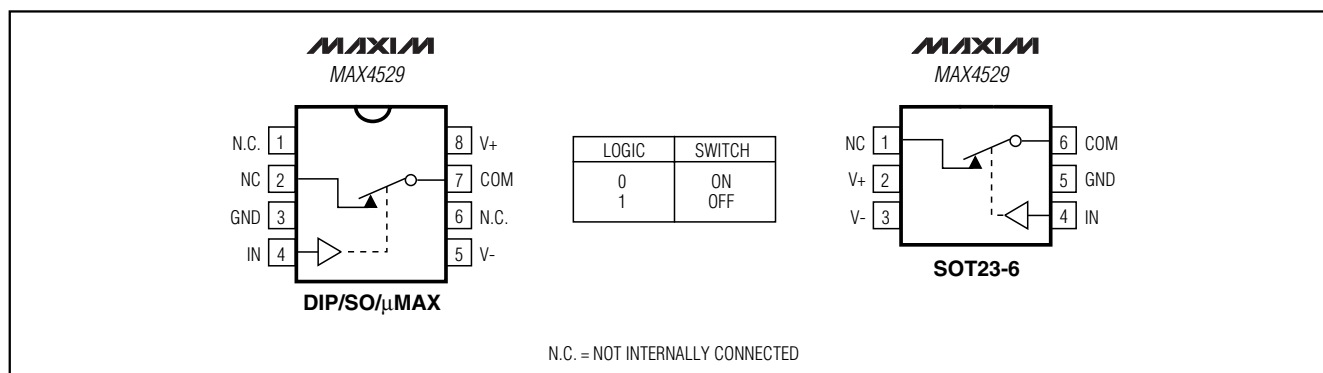 MAXIM
MAX4529
N.C. 1
NC 2
GND 3
IN 4
8 V+
7 COM
6 N.C.
5 V-
DIP/SO/μMAX
LOGIC SWITCH
0 ON
1 OFF
MAXIM
MAX4529
NC 1
V+ 2
V- 3
6 COM
5 GND
4 IN
SOT23-6
N.C. = NOT INTERNALLY CONNECTED